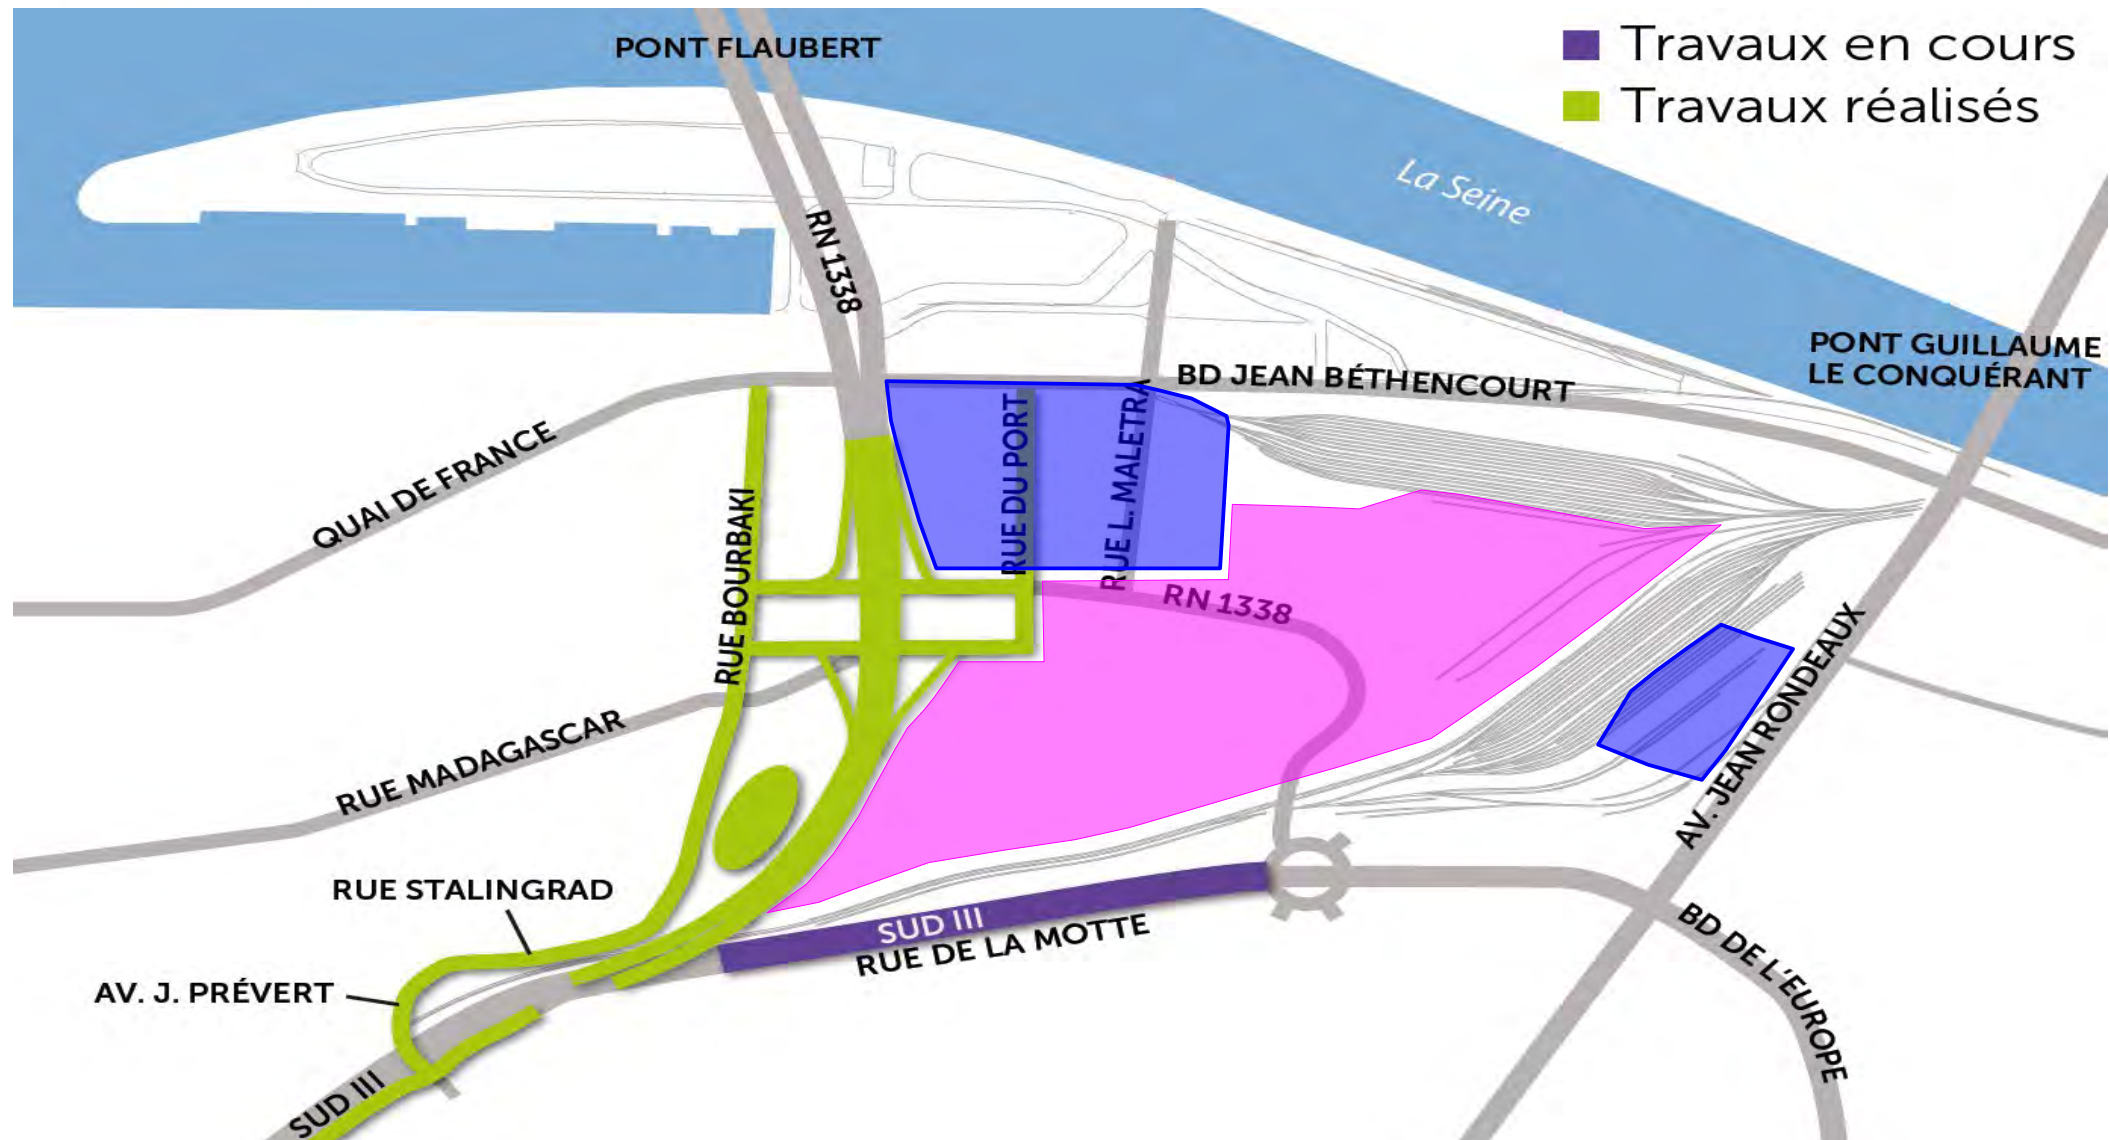 PONT FLAUBERT
Travaux en cours
Travaux réalisés
La Seine
RN 1338
PONT GUILLAUME
LE CONQUÉRANT
BD JEAN BÉTHENCOURT
QUAI DE FRANCE
RUE BOURBAKI
RUE DU PORT
RUE L. MALETRA
RN 1338
RUE MADAGASCAR
AV. JEAN RONDEAUX
RUE STALINGRAD
SUD III
RUE DE LA MOTTE
BD DE L'EUROPE
AV. J. PRÉVERT
SUD III